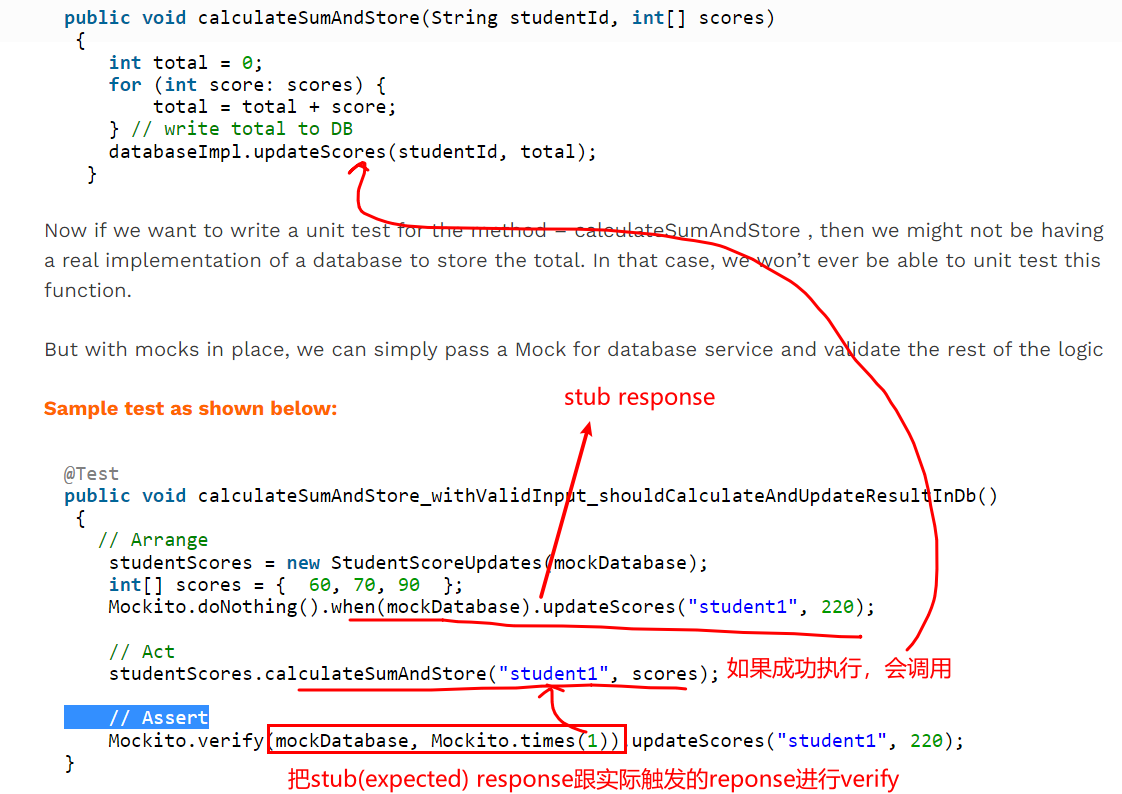 public void calculateSumAndStore(String studentId, int[] scores)
{
int total = 0;
for (int score: scores) {
total = total + score;
} // write total to DB
databaseImpl.updateScores(studentId, total);
}
Now if we want to write a unit test for the method – calculateSumAndStore , then we might not be having
a real implementation of a database to store the total. In that case, we won’t ever be able to unit test this
function.
But with mocks in place, we can simply pass a Mock for database service and validate the rest of the logic
stub response
Sample test as shown below:
@Test
public void calculateSumAndStore_withValidInput_shouldCalculateAndUpdateResultInDb()
{
// Arrange
studentScores = new StudentScoreUpdates(mockDatabase);
int[] scores = { 60, 70, 90 };
Mockito.doNothing().when(mockDatabase).updateScores("student1", 220);
// Act
studentScores.calculateSumAndStore("student1", scores); 如果成功执行，会调用
// Assert
Mockito.verify(mockDatabase, Mockito.times(1)).updateScores("student1", 220);
}
把stub(expected) response跟实际触发的reponse进行verify